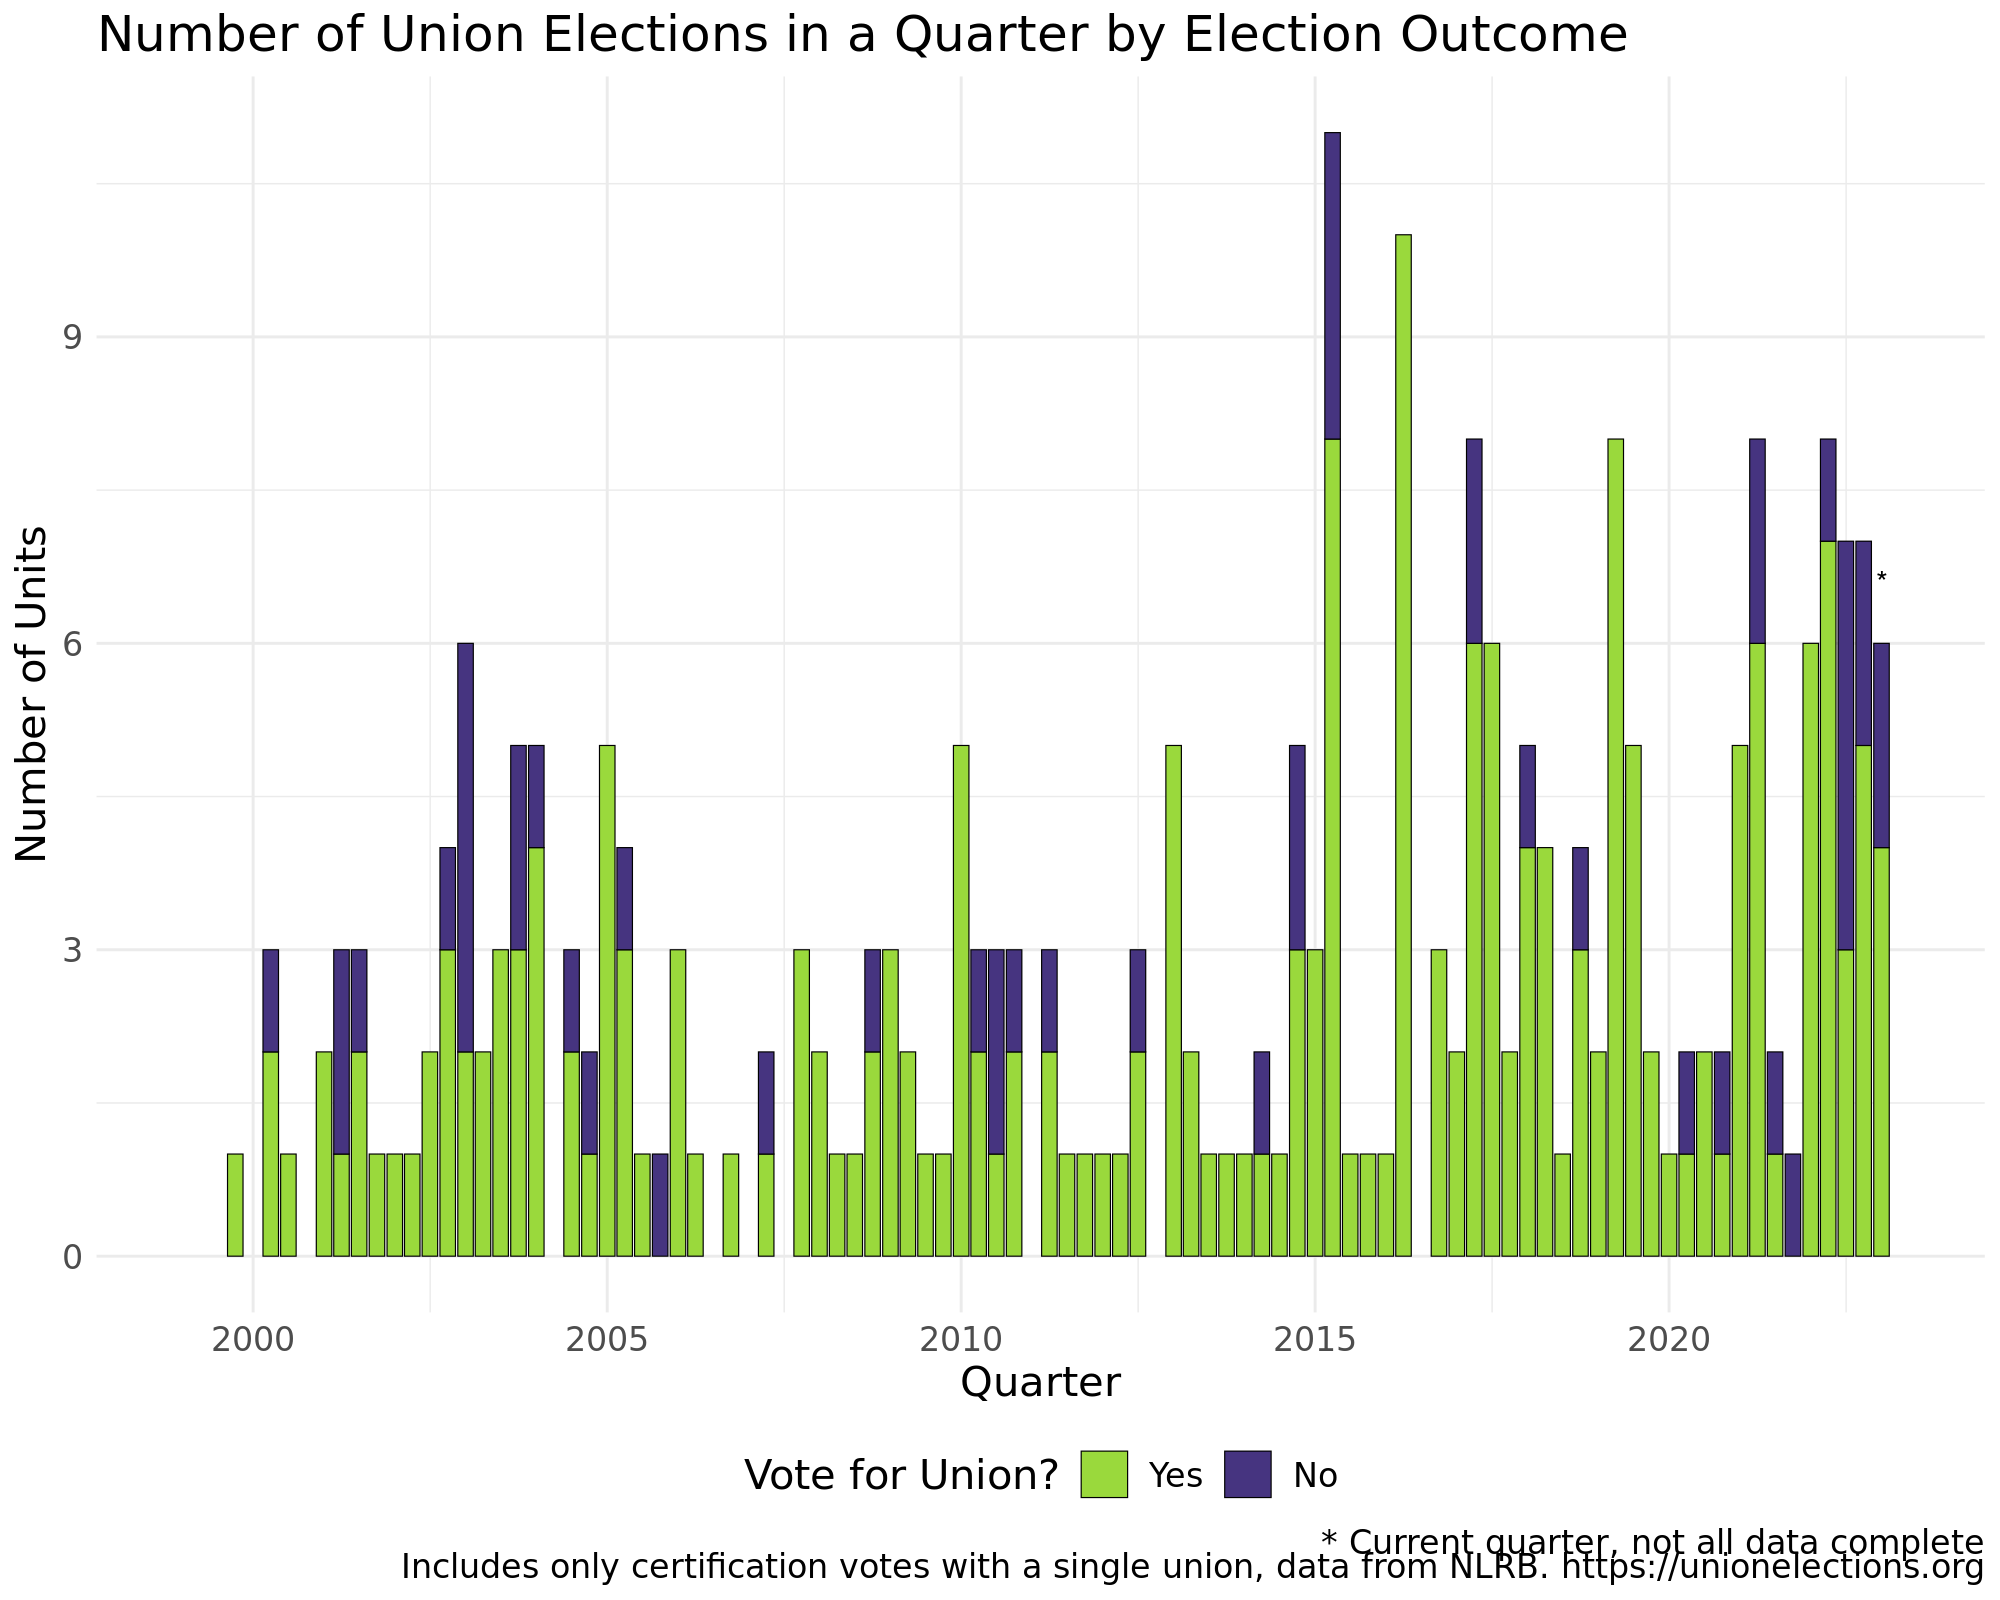 Number of Union Elections in a Quarter by Election Outcome
Number of Units
9
6
3
0
*
2000 2005 2010 2015 2020
Quarter
Vote for Union? Yes No
* Current quarter, not all data complete
Includes only certification votes with a single union, data from NLRB. https://unionelections.org